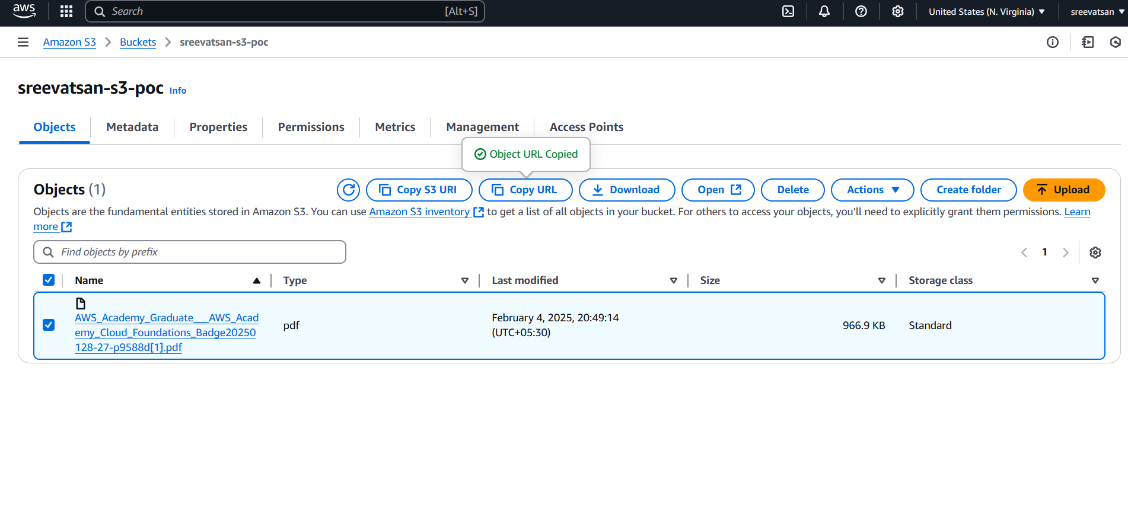 aws Search [Alt+S] United States (N. Virginia) sreevatsan
Amazon S3 Buckets sreevatsan-s3-poc
sreevatsan-s3-poc Info
Objects Metadata Properties Permissions Metrics Management Access Points
Object URL Copied
Objects (1) Copy S3 URI Copy URL Download Open Delete Actions Create folder Upload
Objects are the fundamental entities stored in Amazon S3. You can use Amazon S3 inventory to get a list of all objects in your bucket. For others to access your objects, you'll need to explicitly grant them permissions. Learn
more
Find objects by prefix 1
Name Type Last modified Size Storage class
AWS_Academy_Graduate___AWS_Acad
emy_Cloud_Foundations_Badge20250
128-27-p9588d[1].pdf
pdf
February 4, 2025, 20:49:14
(UTC+05:30)
966.9 KB
Standard